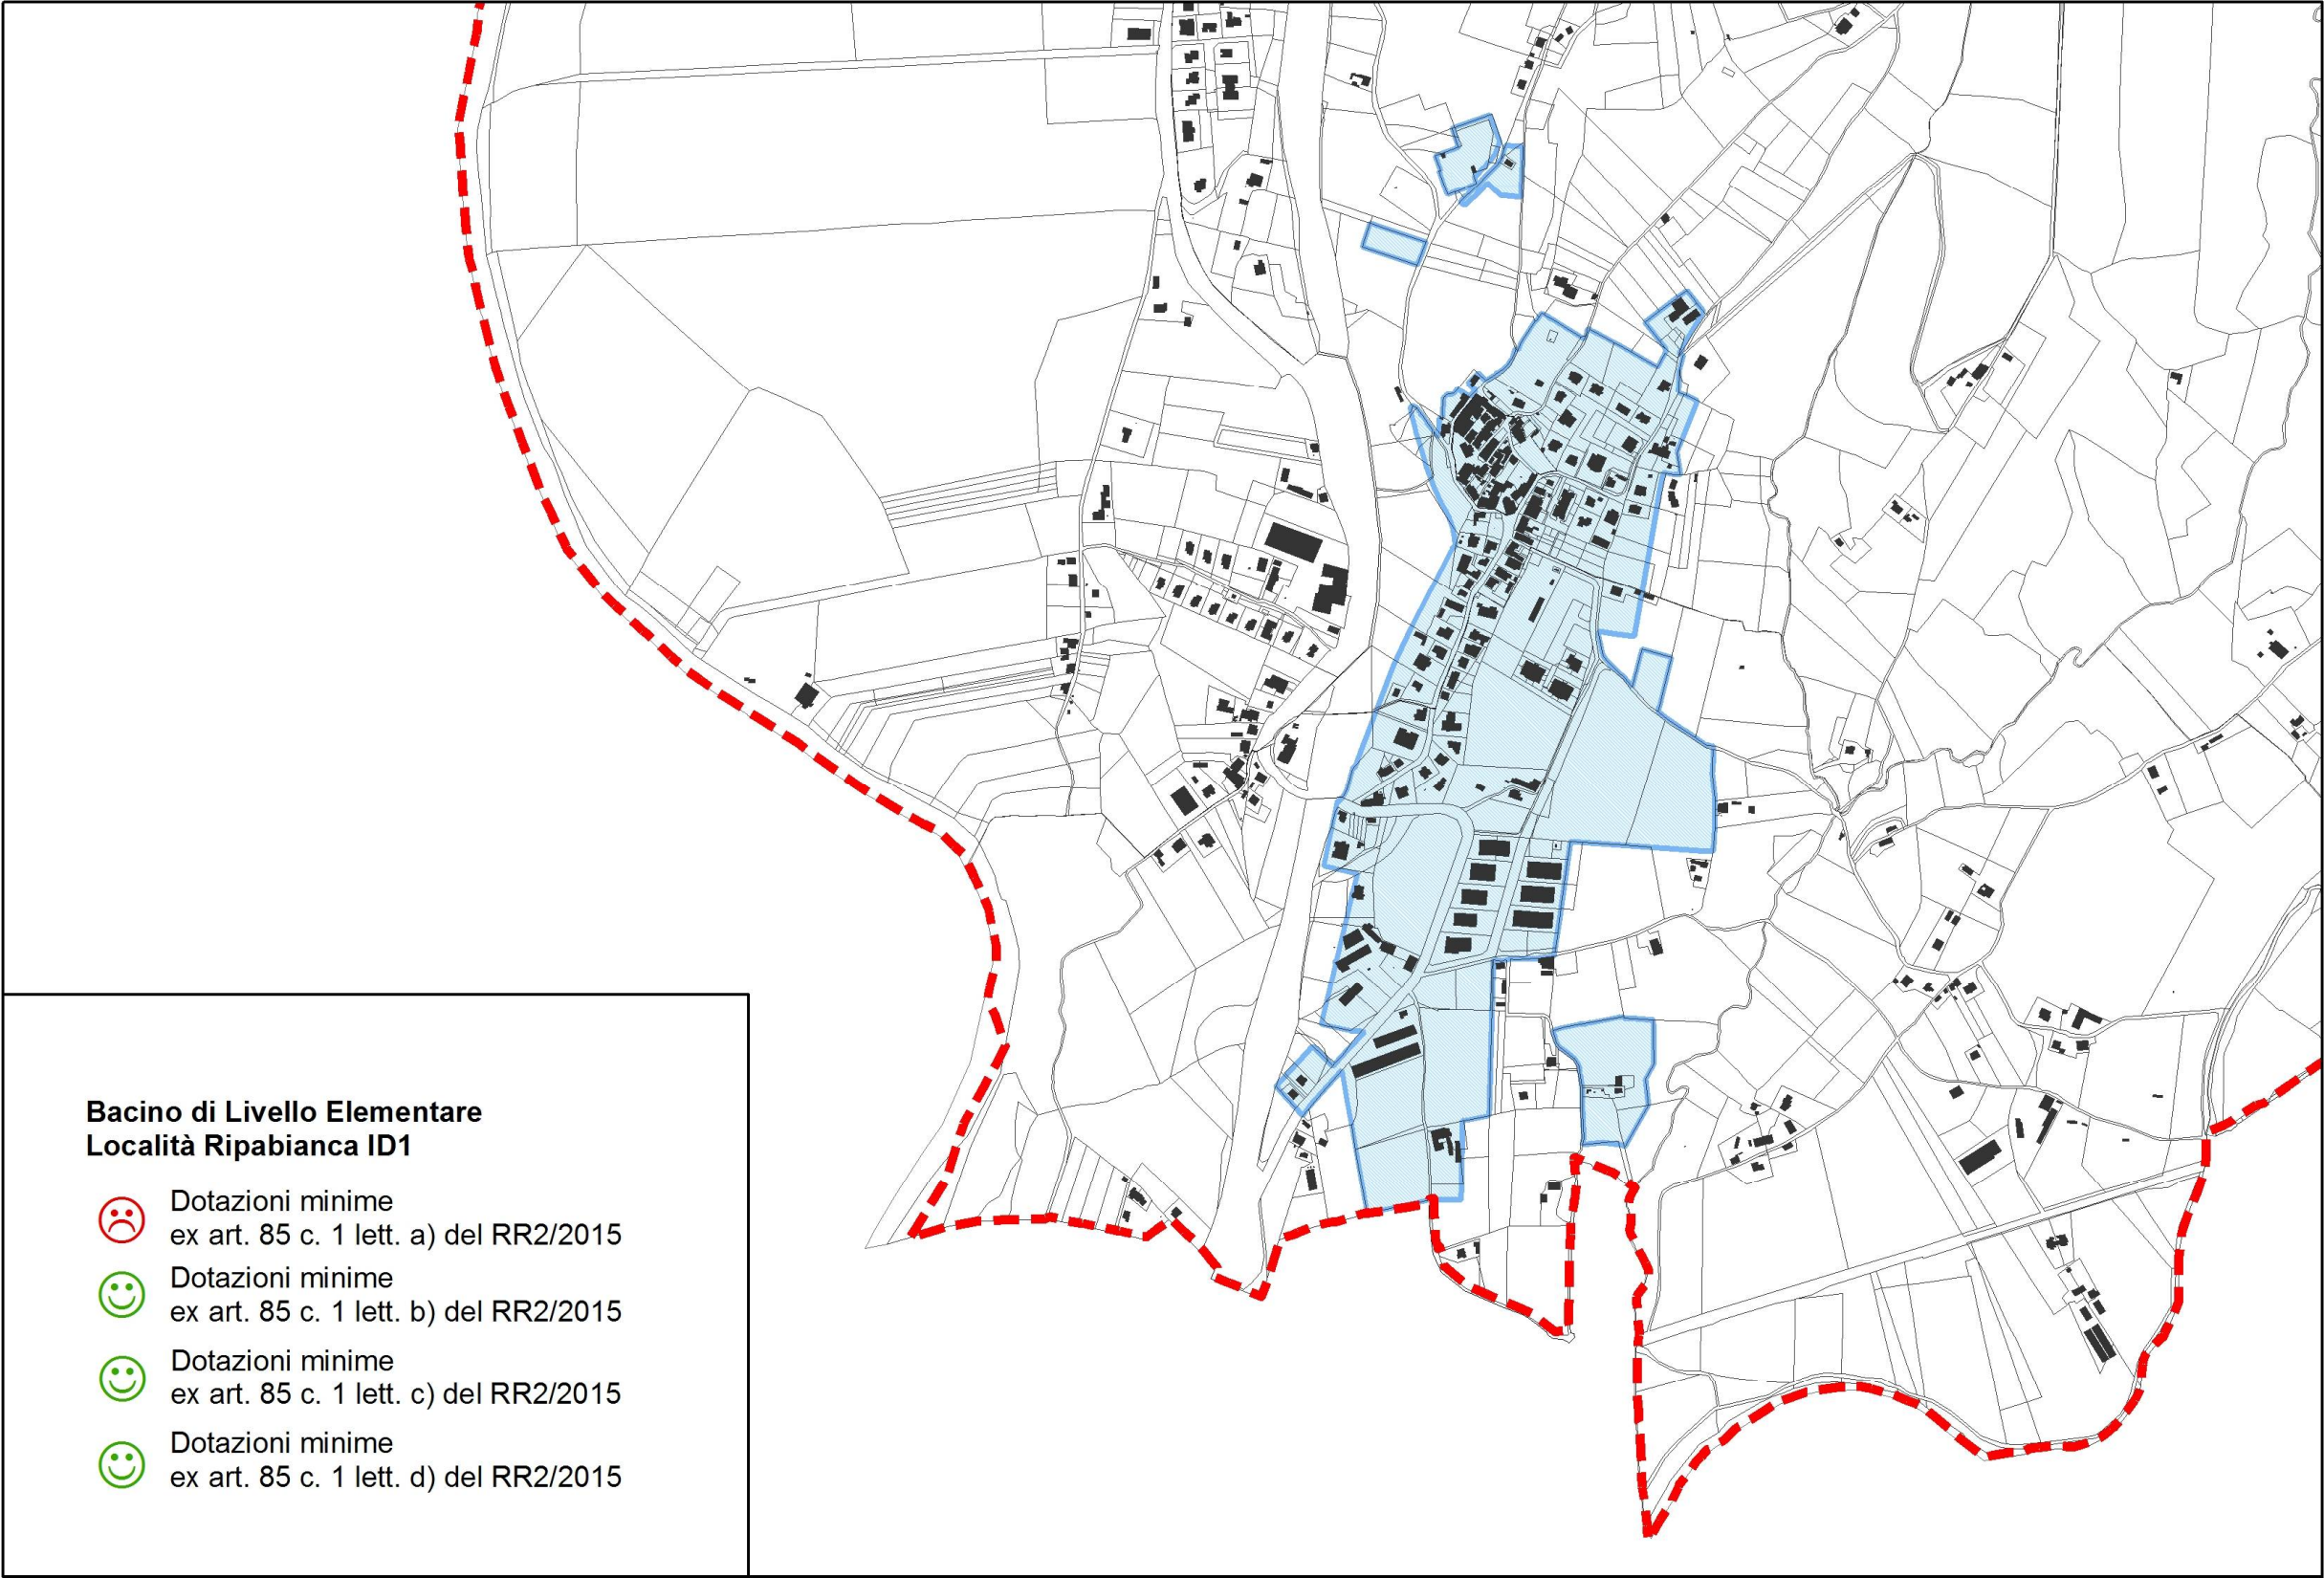 Bacino di Livello Elementare
Località Ripabianca ID1
Dotazioni minime
ex art. 85 c. 1 lett. a) del RR2/2015
Dotazioni minime
ex art. 85 c. 1 lett. b) del RR2/2015
Dotazioni minime
ex art. 85 c. 1 lett. c) del RR2/2015
Dotazioni minime
ex art. 85 c. 1 lett. d) del RR2/2015